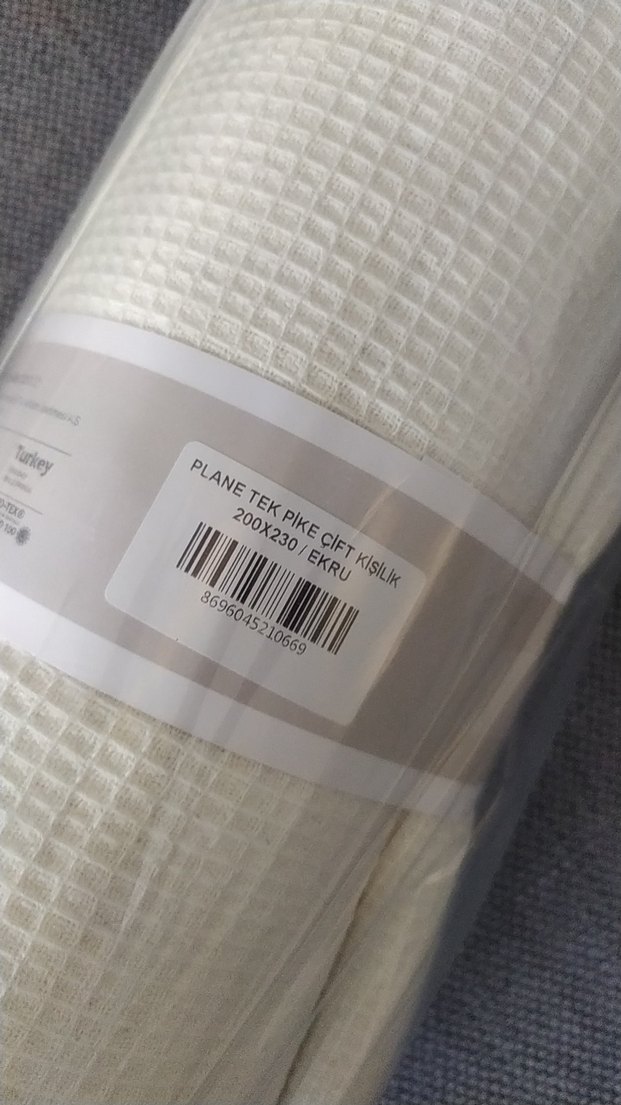 Turkey
PLANE TEK PİKE ÇİFT KİŞİLİK
200X230 / EKRU
8696045210669